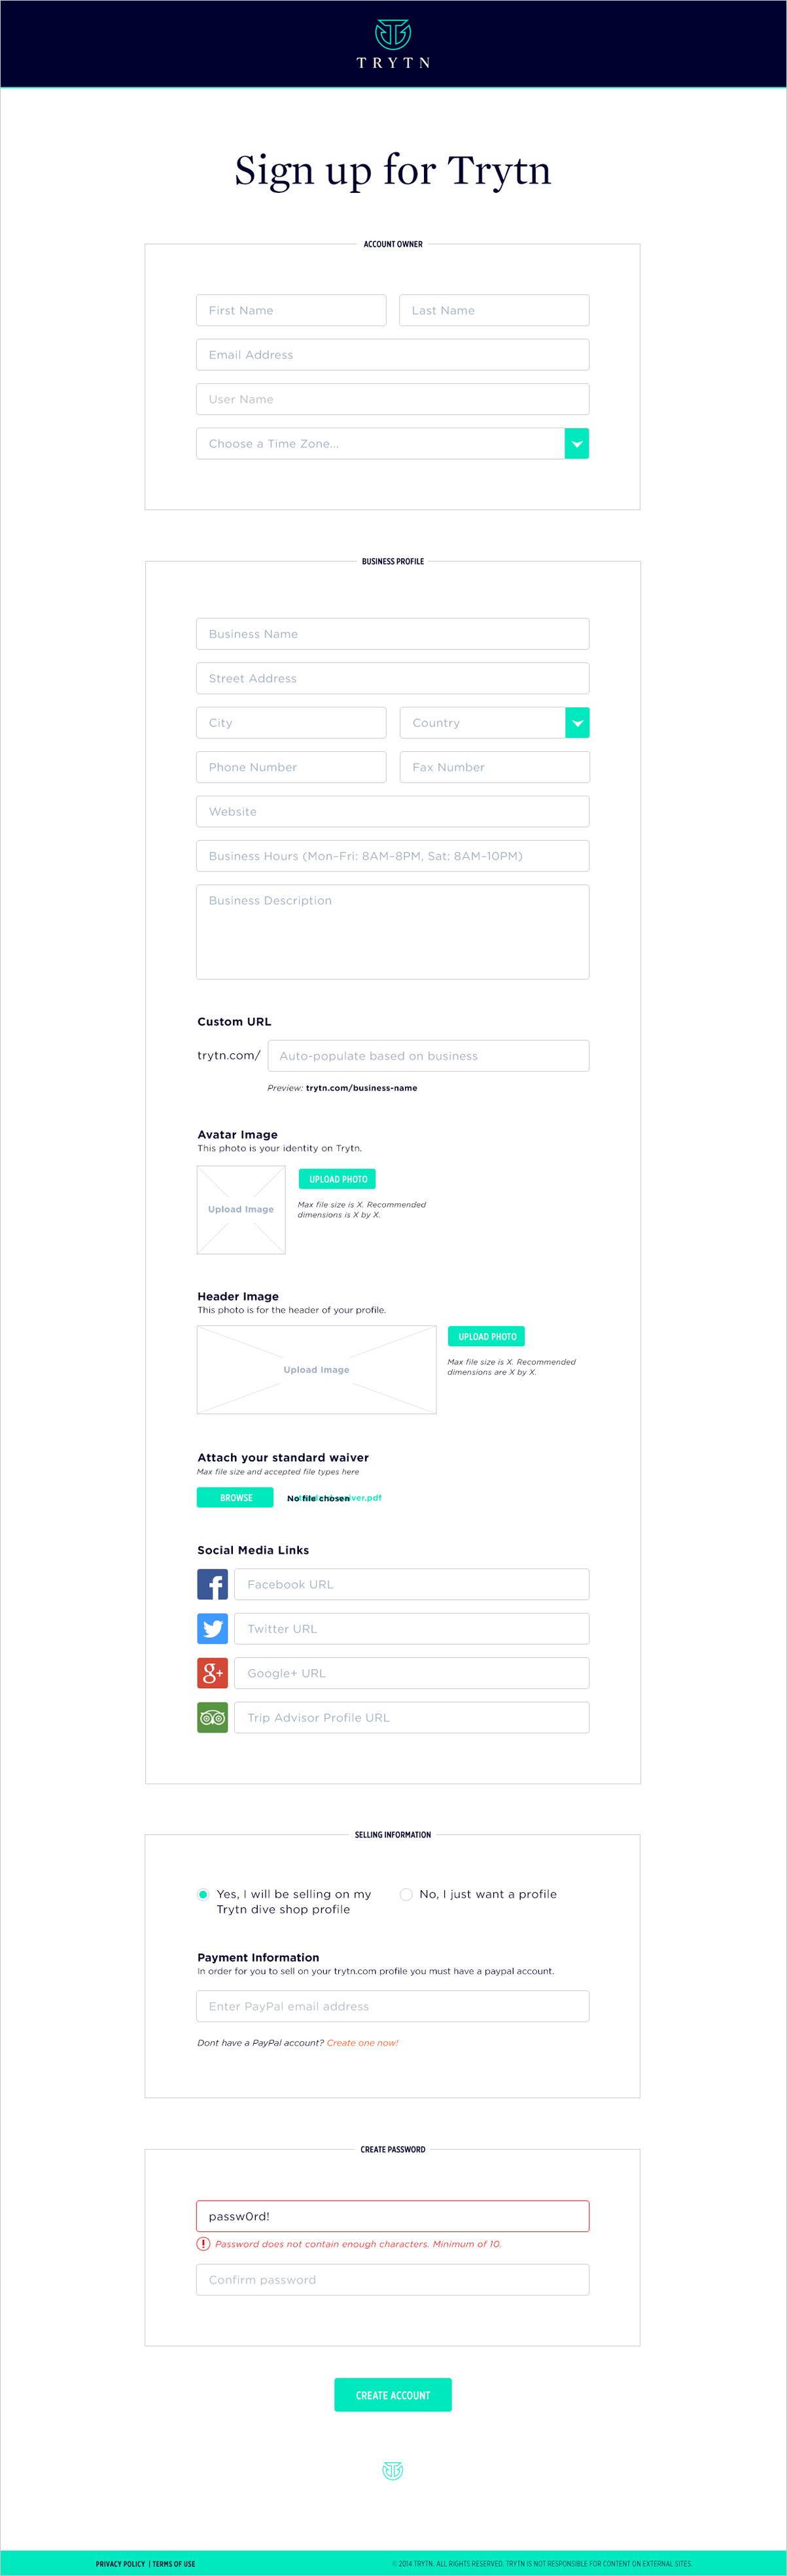 TRYTN
Sign up for Trytn
ACCOUNT OWNER
First Name
Last Name
Email Address
User Name
Choose a Time Zone...
BUSINESS PROFILE
Business Name
Street Address
City
Country
Phone Number
Fax Number
Website
Business Hours (Mon–Fri: 8AM–8PM, Sat: 8AM–10PM)
Business Description
Custom URL
trytn.com/
Auto-populate based on business
Preview: trytn.com/business-name
Avatar Image
This photo is your identity on Trytn.
Upload Image
UPLOAD PHOTO
Max file size is X. Recommended
dimensions is X by X.
Header Image
This photo is for the header of your profile.
Upload Image
UPLOAD PHOTO
Max file size is X. Recommended
dimensions are X by X.
Attach your standard waiver
Max file size and accepted file types here
BROWSE
No file chosen
Social Media Links
Facebook URL
Twitter URL
g+
Google+ URL
Trip Advisor Profile URL
SELLING INFORMATION
Yes, I will be selling on my
Trytn dive shop profile
No, I just want a profile
Payment Information
In order for you to sell on your trytn.com profile you must have a paypal account.
Enter PayPal email address
Dont have a PayPal account? Create one now!
CREATE PASSWORD
passw0rd!
Password does not contain enough characters. Minimum of 10.
Confirm password
CREATE ACCOUNT
PRIVACY POLICY | TERMS OF USE
© 2014 TRYTN. ALL RIGHTS RESERVED. TRYTN IS NOT RESPONSIBLE FOR CONTENT ON EXTERNAL SITES.